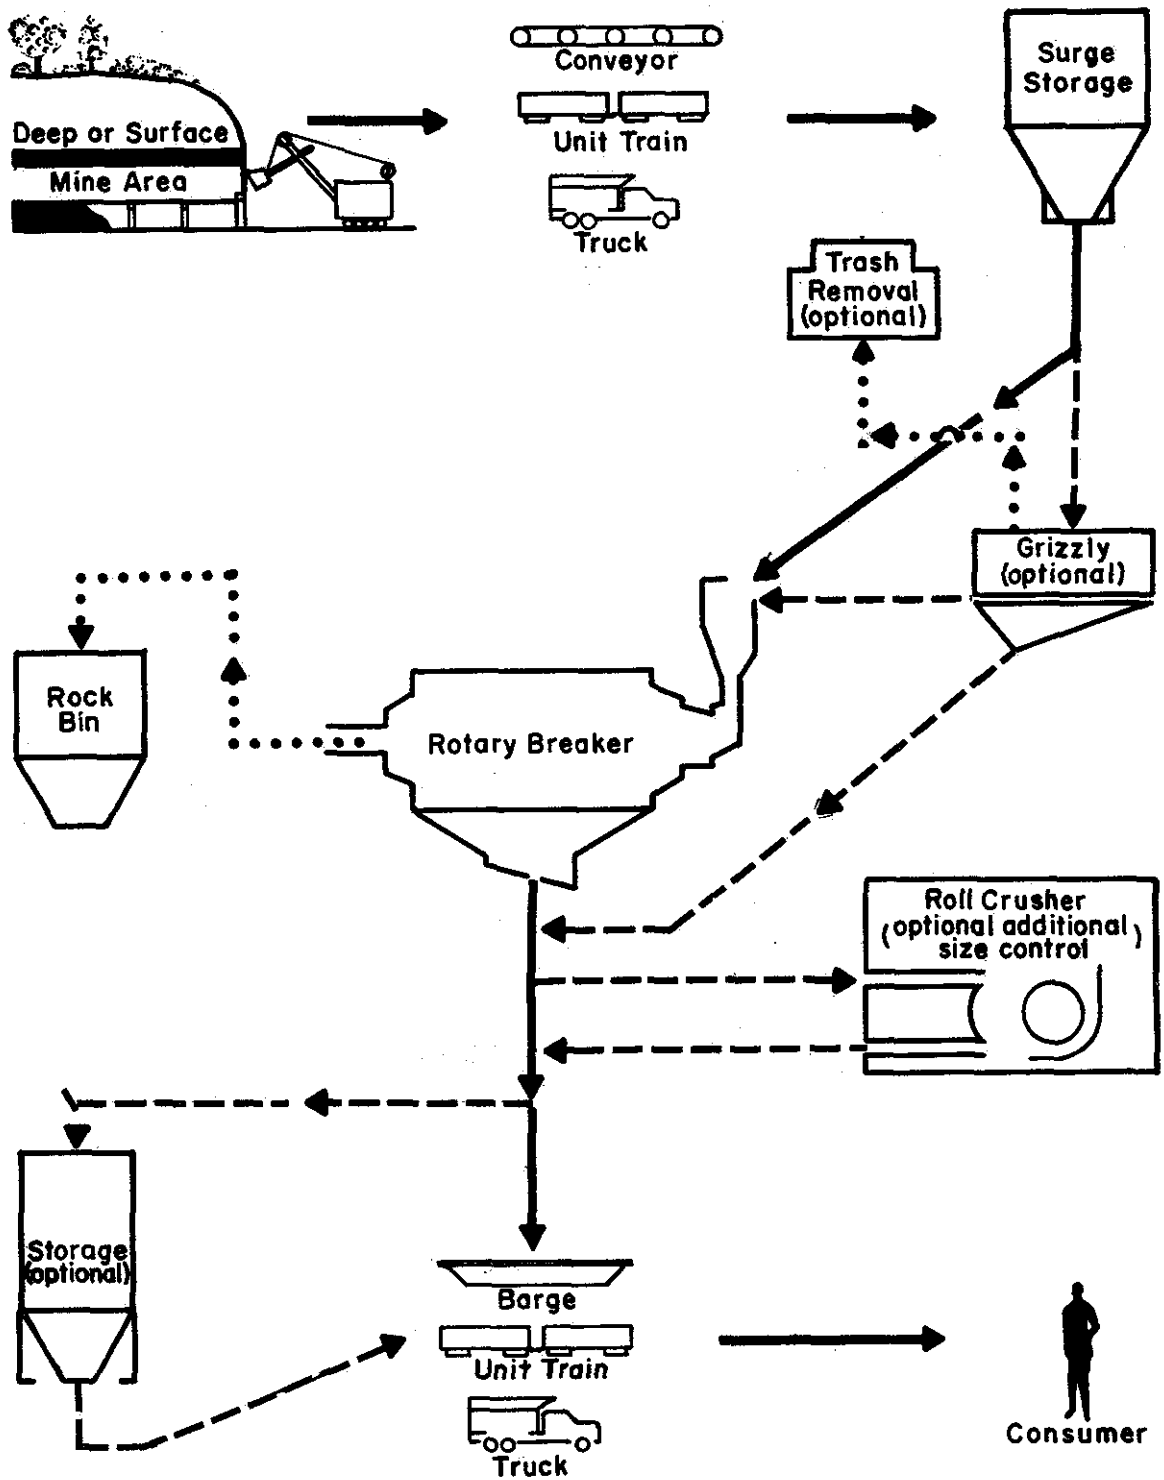 Conveyor
Surge
Storage
Deep or Surface
Unit Train
Mine Area
Truck
Trash
Removal
(optional)
Grizzly
(optional)
Rock
Bin
Rotary Breaker
Roll Crusher
(optional additional
size control)
Storage
(optional)
Barge
Unit Train
Consumer
Truck